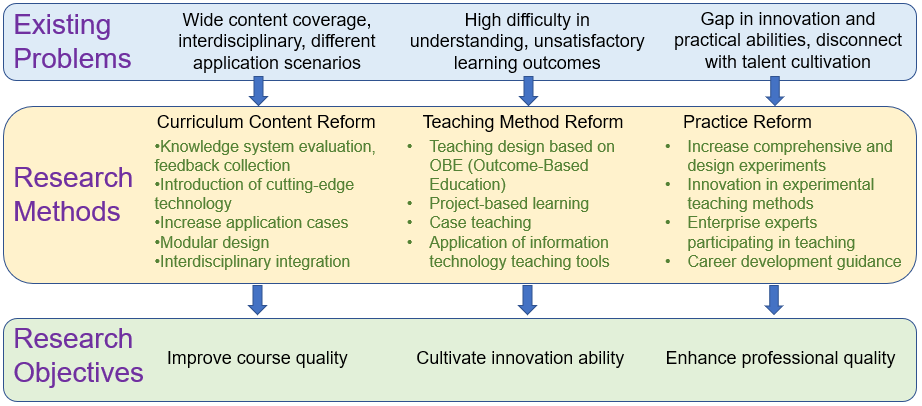 Existing
Problems
Wide content coverage,
interdisciplinary, different
application scenarios
High difficulty in
understanding, unsatisfactory
learning outcomes
Gap in innovation and
practical abilities, disconnect
with talent cultivation
Research
Methods
Curriculum Content Reform
•Knowledge system evaluation,
feedback collection
•Introduction of cutting-edge
technology
•Increase application cases
•Modular design
•Interdisciplinary integration
Teaching Method Reform
• Teaching design based on
OBE (Outcome-Based
Education)
• Project-based learning
• Case teaching
• Application of information
technology teaching tools
Practice Reform
• Increase comprehensive and
design experiments
• Innovation in experimental
teaching methods
• Enterprise experts
participating in teaching
• Career development guidance
Research
Objectives
Improve course quality
Cultivate innovation ability
Enhance professional quality